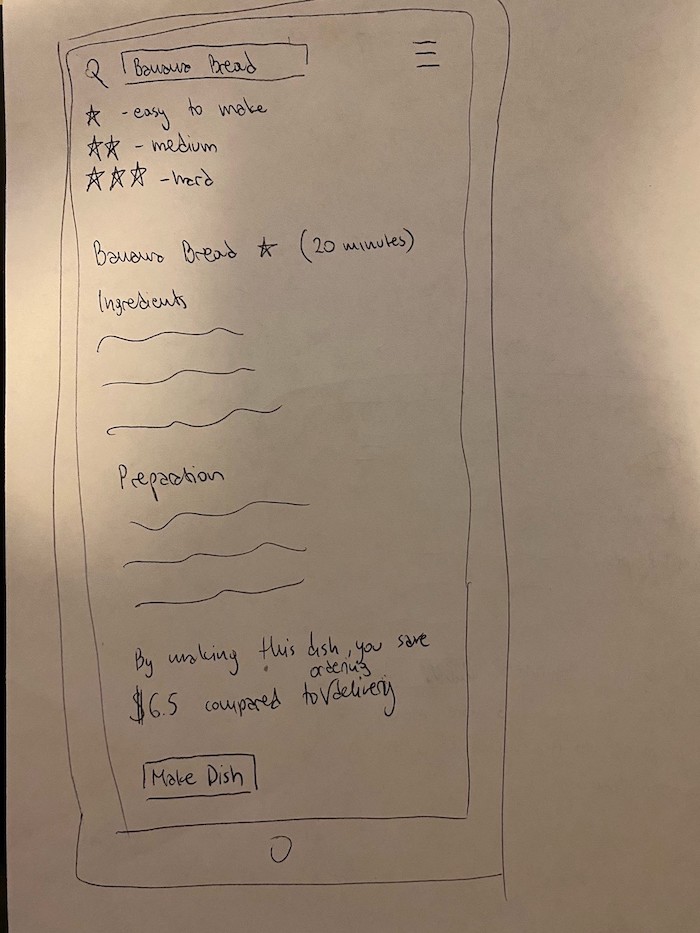 Banana Bread
- easy to make
- medium
- hard
Banana Bread (20 minutes)
Ingredients
Preparation
By making this dish, you save
ordering
$6.5 compared to delivery
Make Dish